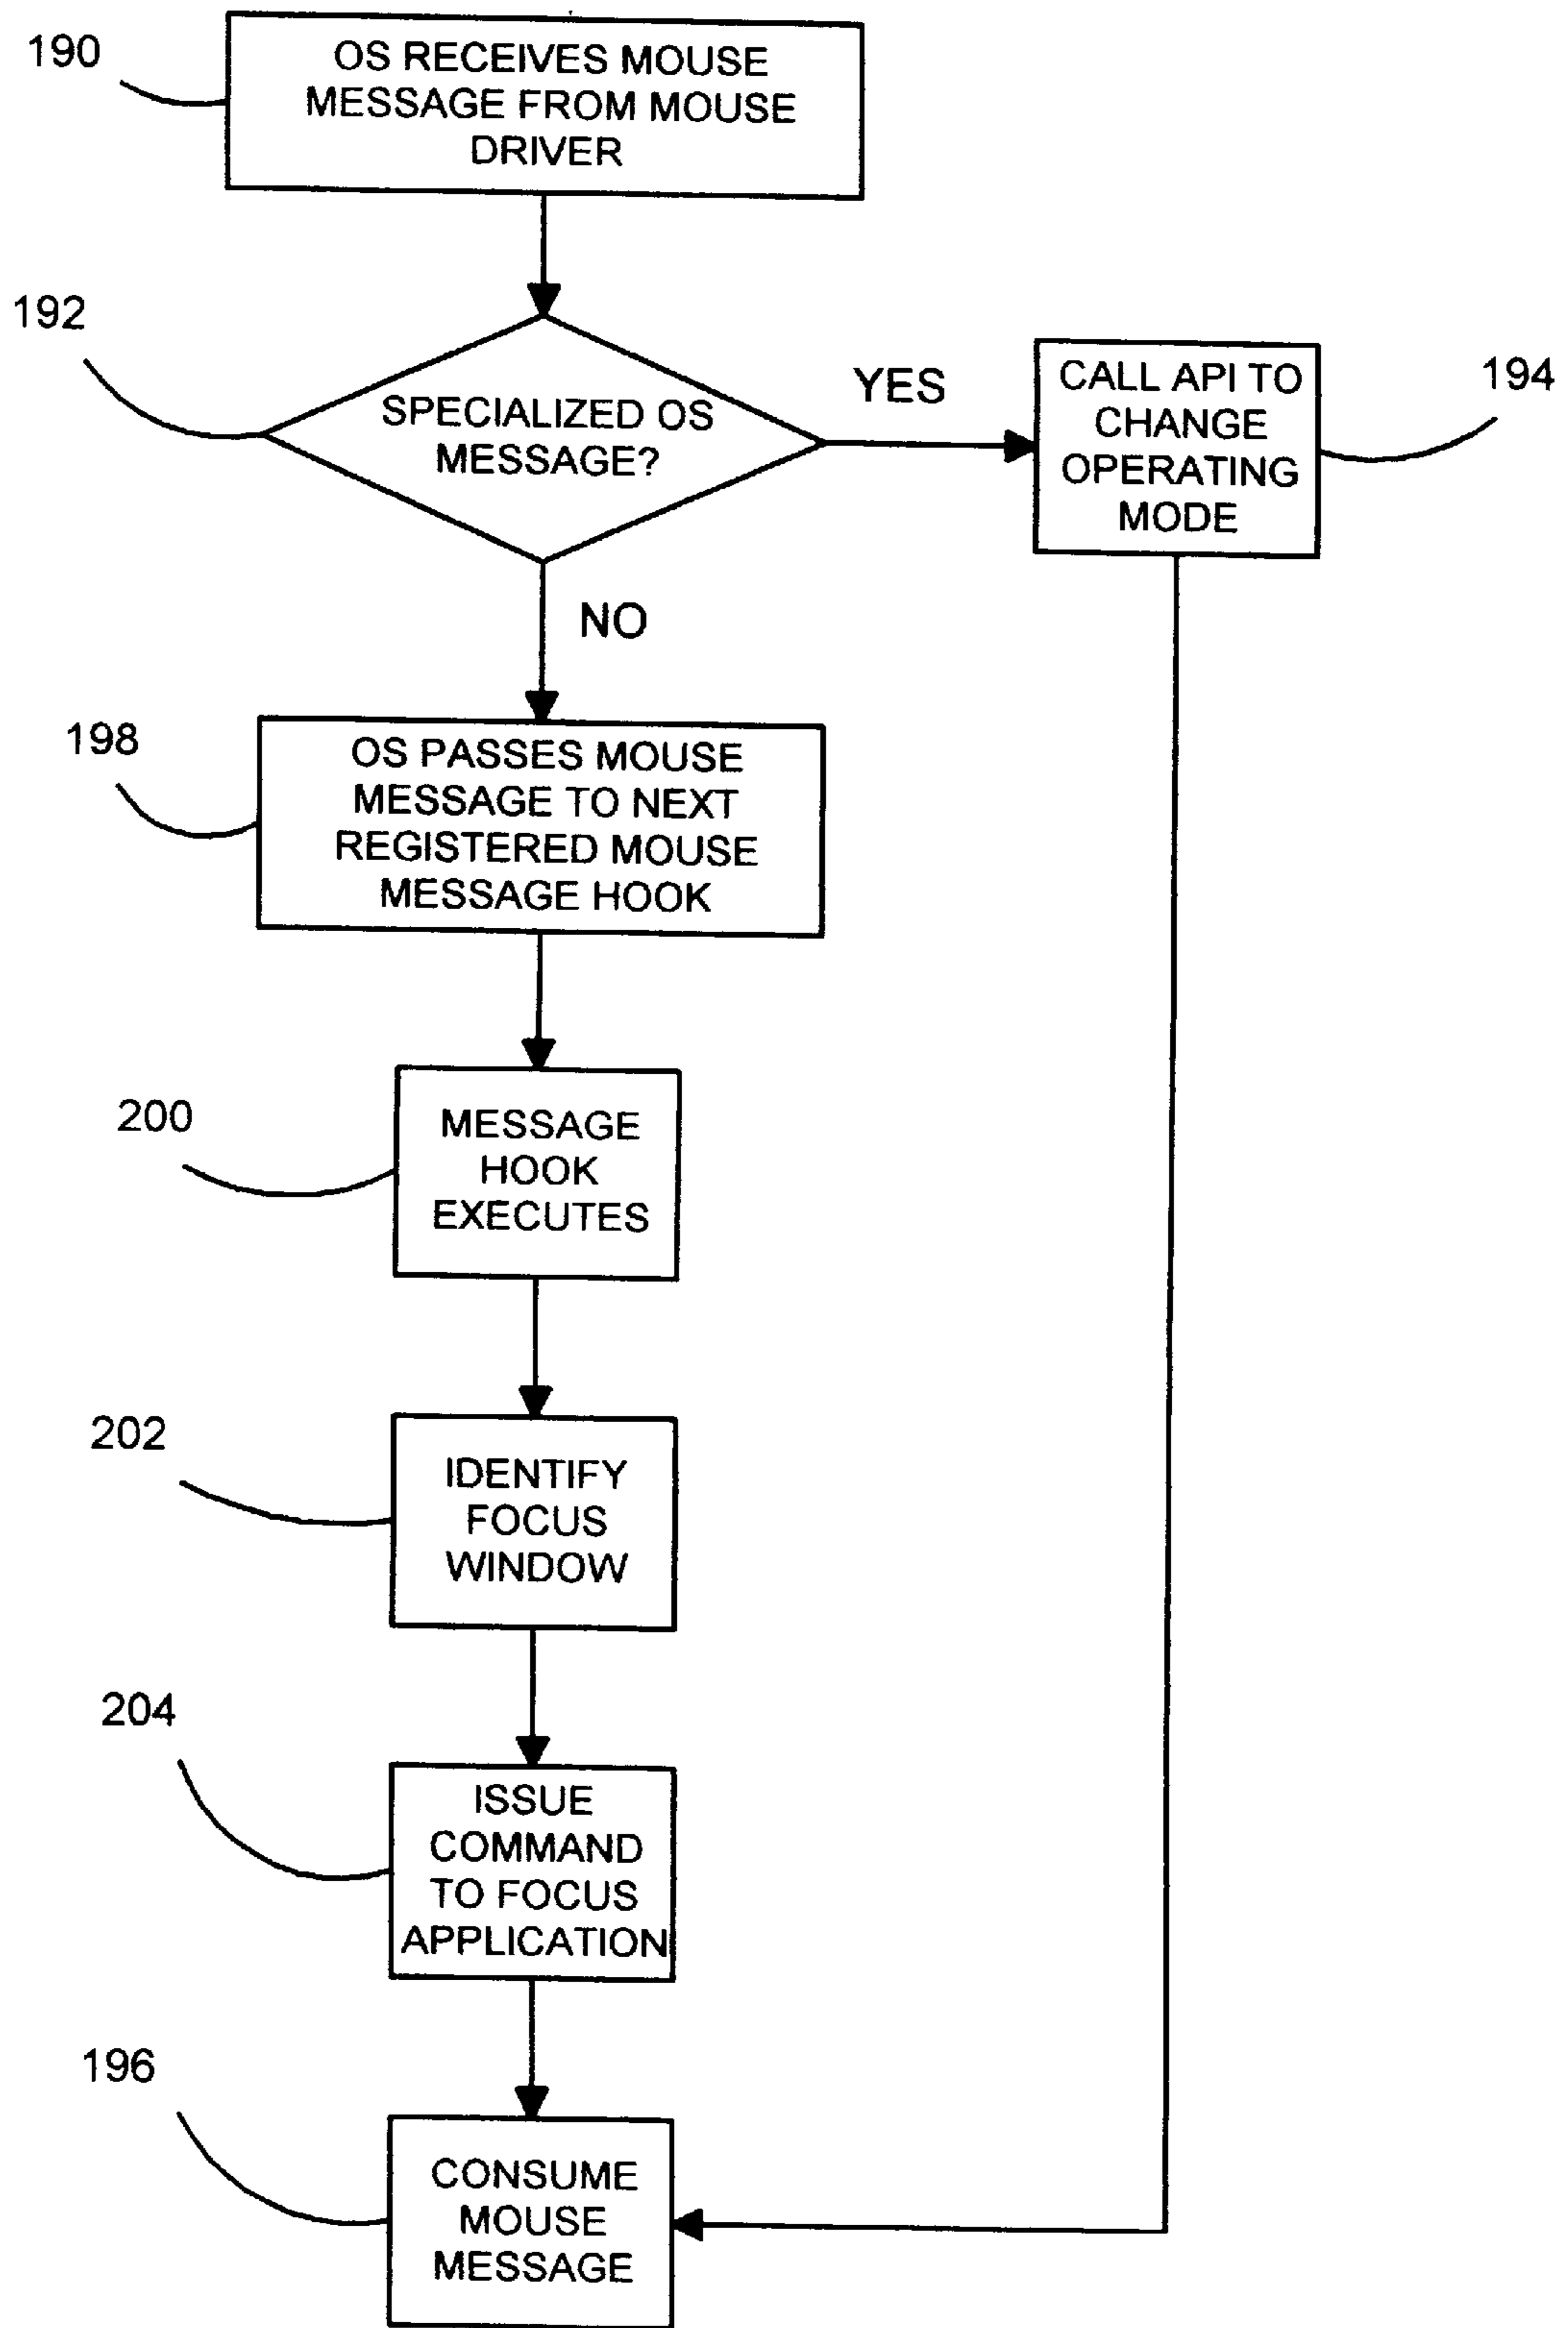 190
OS RECEIVES MOUSE
MESSAGE FROM MOUSE
DRIVER
192
SPECIALIZED OS
MESSAGE?
YES
CALL API TO
CHANGE
OPERATING
MODE
194
NO
198
OS PASSES MOUSE
MESSAGE TO NEXT
REGISTERED MOUSE
MESSAGE HOOK
200
MESSAGE
HOOK
EXECUTES
202
IDENTIFY
FOCUS
WINDOW
204
ISSUE
COMMAND
TO FOCUS
APPLICATION
196
CONSUME
MOUSE
MESSAGE